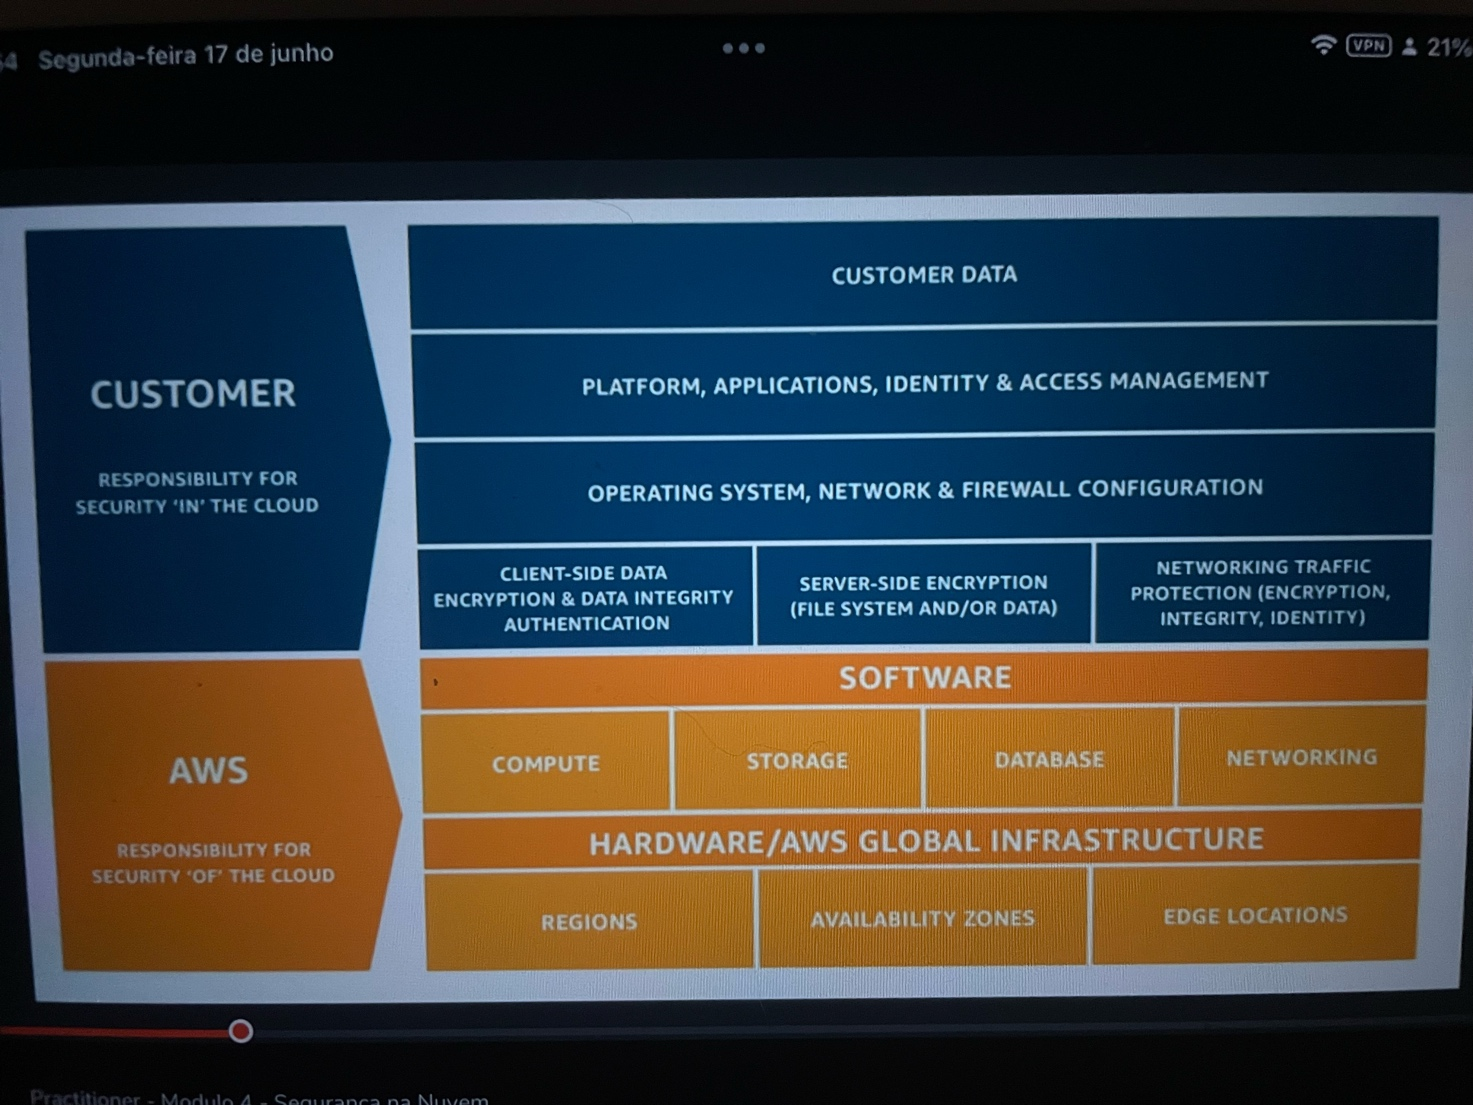 Segunda-feira 17 de junho
VPN
21%
CUSTOMER
RESPONSIBILITY FOR
SECURITY ‘IN’ THE CLOUD
CUSTOMER DATA
PLATFORM, APPLICATIONS, IDENTITY & ACCESS MANAGEMENT
OPERATING SYSTEM, NETWORK & FIREWALL CONFIGURATION
CLIENT-SIDE DATA
ENCRYPTION & DATA INTEGRITY
AUTHENTICATION
SERVER-SIDE ENCRYPTION
(FILE SYSTEM AND/OR DATA)
NETWORKING TRAFFIC
PROTECTION (ENCRYPTION,
INTEGRITY, IDENTITY)
AWS
RESPONSIBILITY FOR
SECURITY ‘OF’ THE CLOUD
SOFTWARE
COMPUTE
STORAGE
DATABASE
NETWORKING
HARDWARE/AWS GLOBAL INFRASTRUCTURE
REGIONS
AVAILABILITY ZONES
EDGE LOCATIONS
Practitioner - Modulo 4 - Segurança na Nuvem